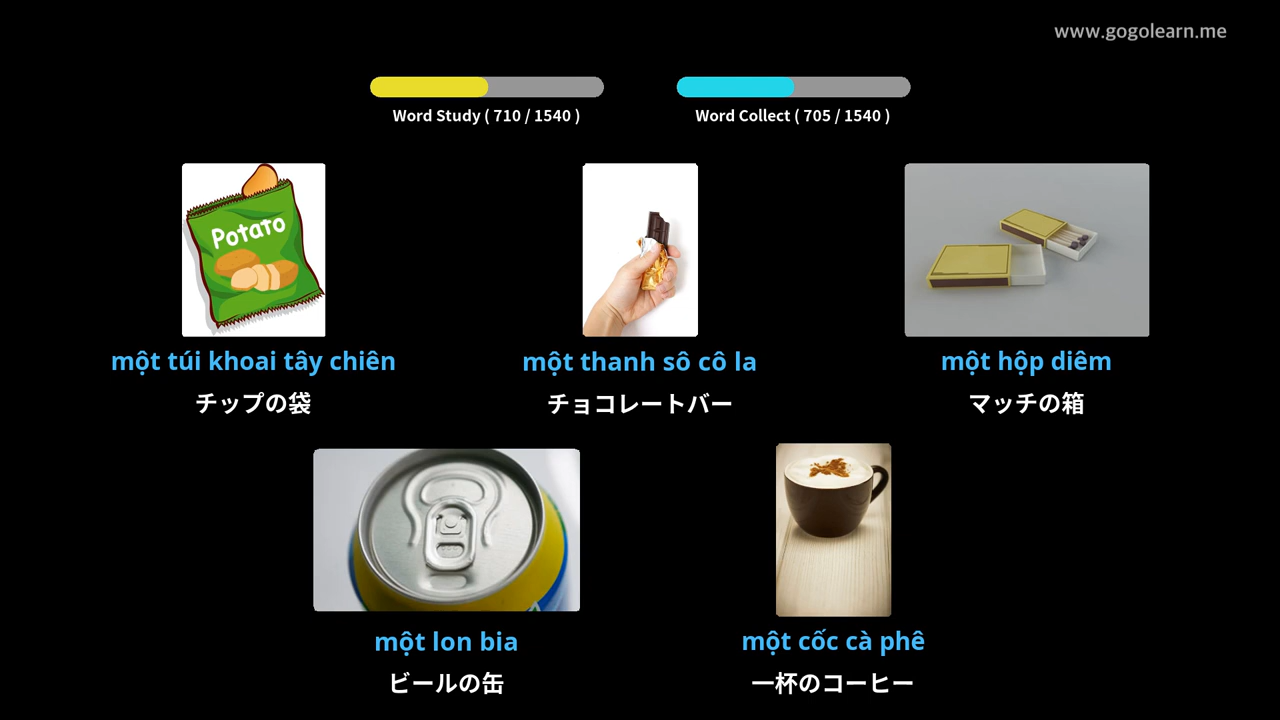 www.gogolearn.me
Word Study ( 710 / 1540 )
Word Collect ( 705 / 1540 )
Potato
một túi khoai tây chiên
một thanh sô cô la
một hộp diêm
チップの袋
チョコレートバー
マッチの箱
một lon bia
một cốc cà phê
ビールの缶
一杯のコーヒー